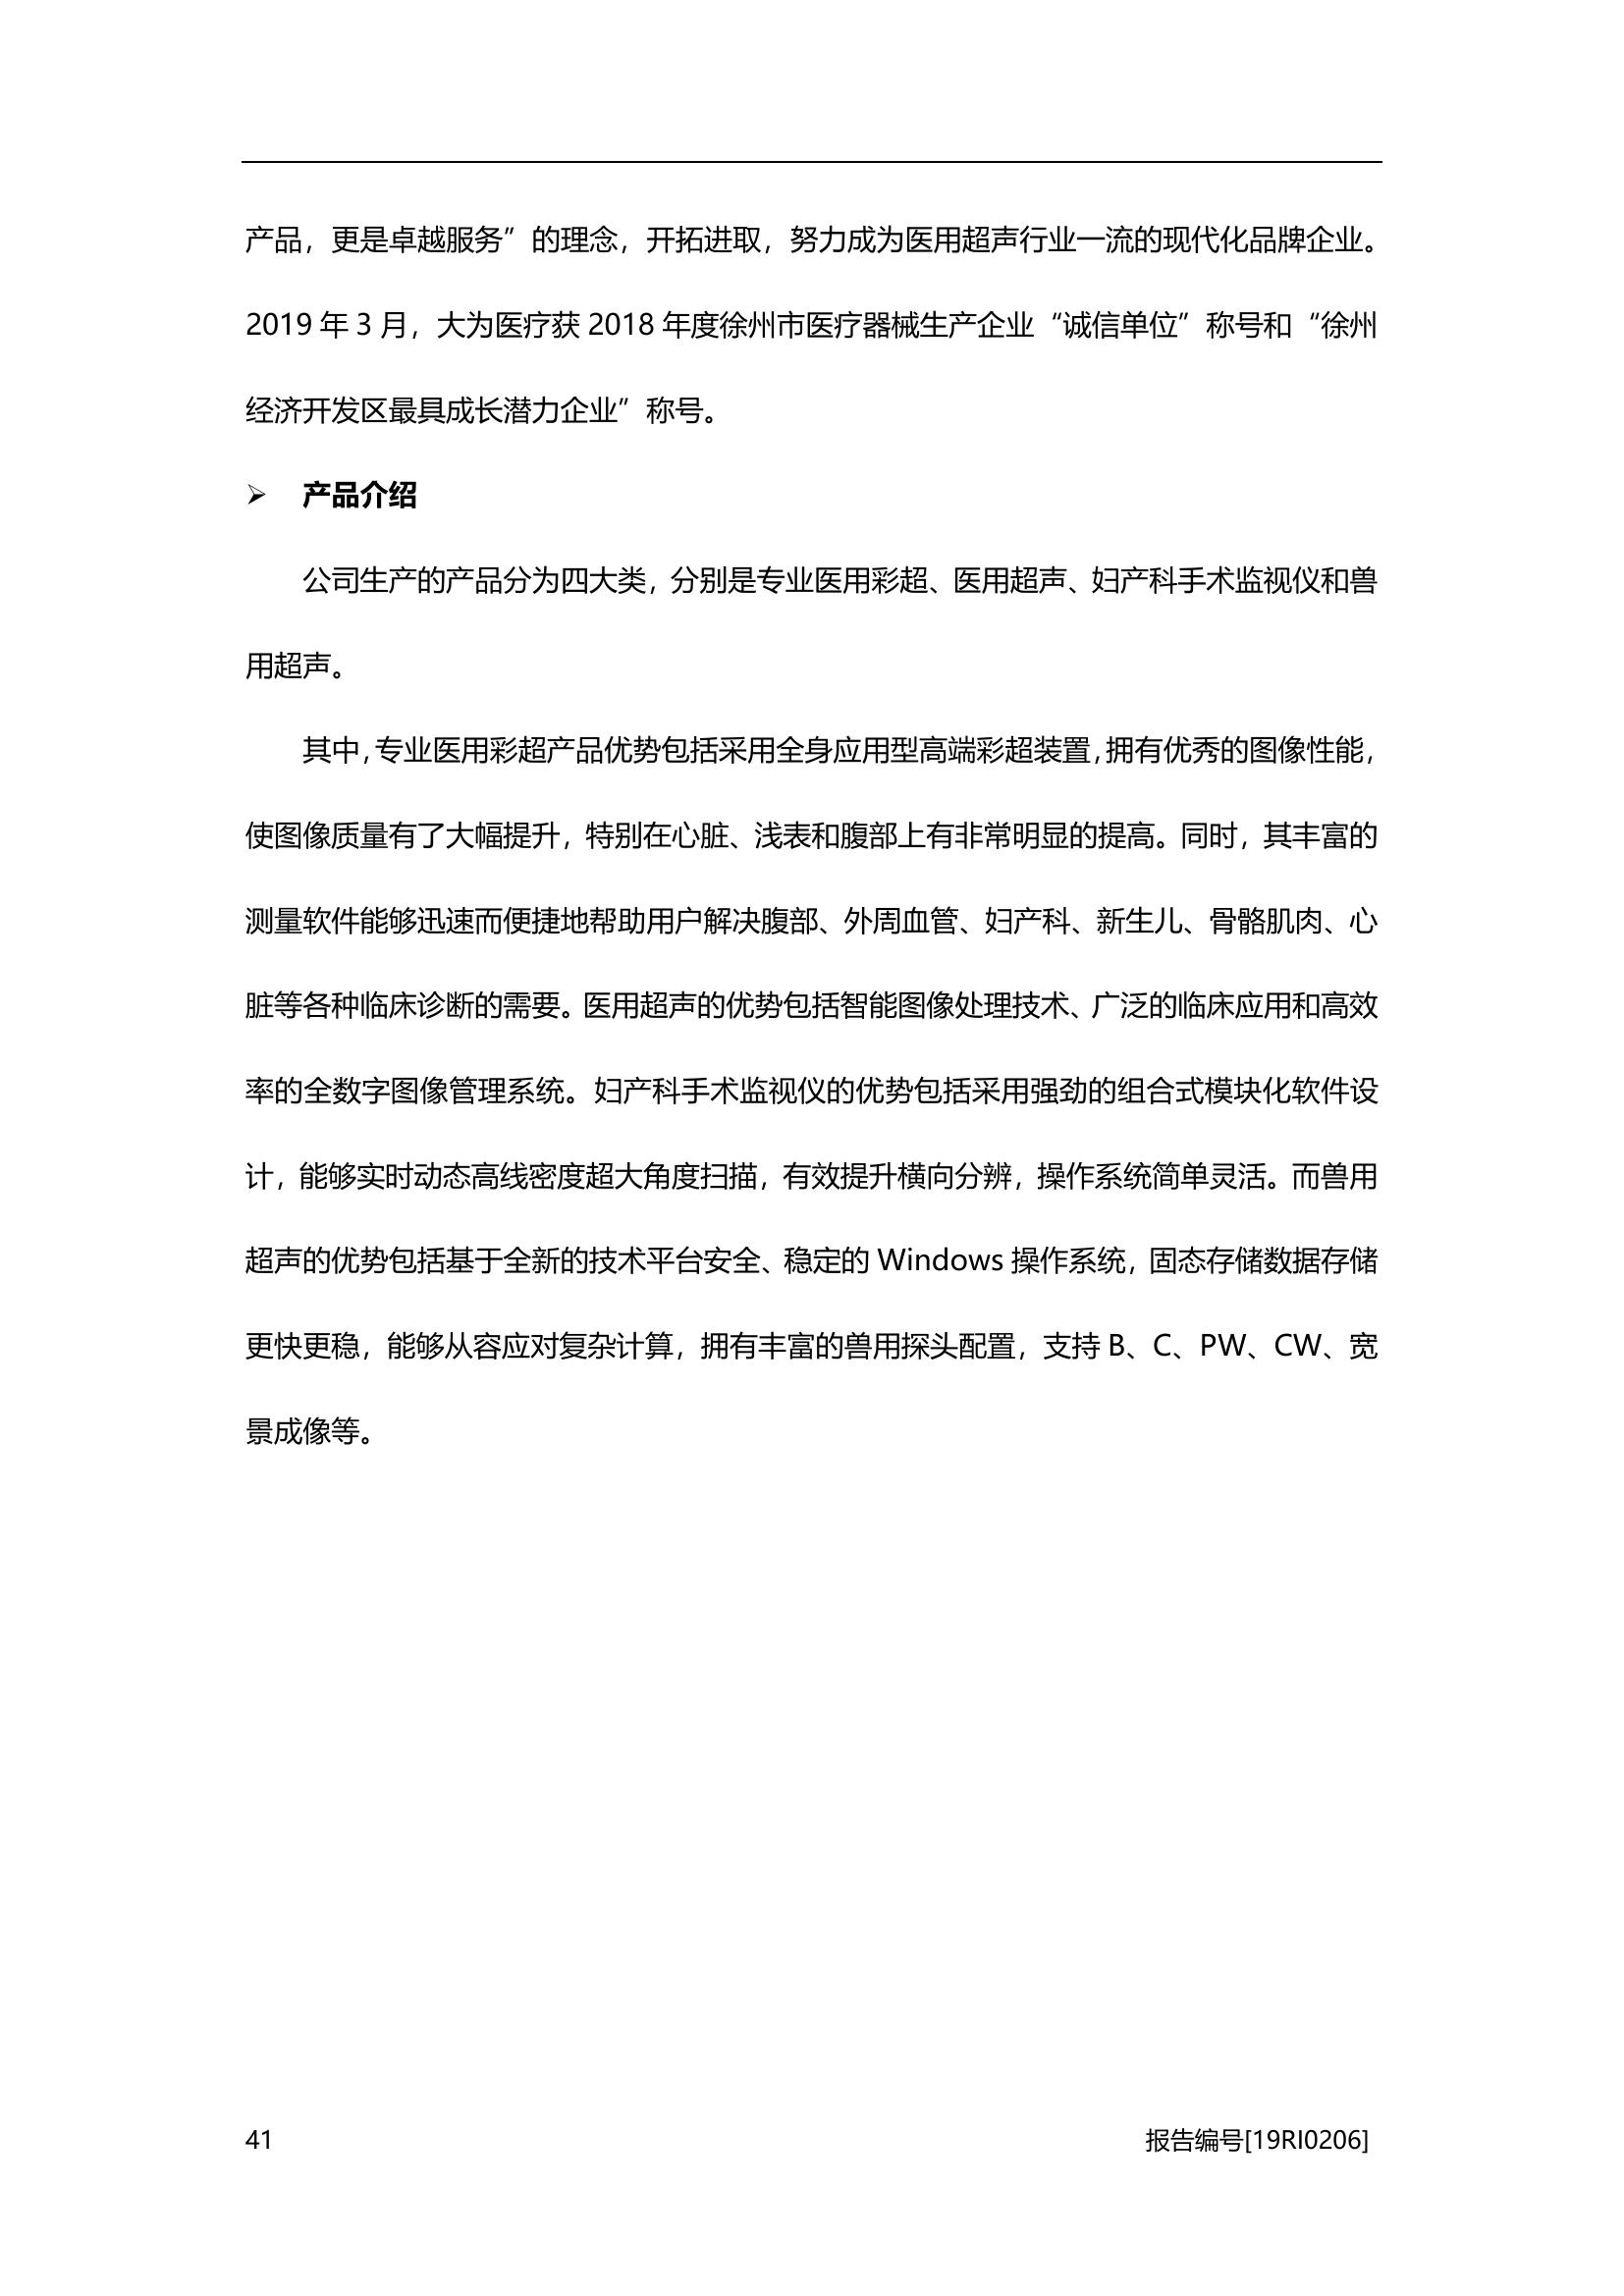 产品，更是卓越服务”的理念，开拓进取，努力成为医用超声行业一流的现代化品牌企业。
2019 年 3 月，大为医疗获 2018 年度徐州市医疗器械生产企业“诚信单位”称号和“徐州
经济开发区最具成长潜力企业”称号。
➢ 产品介绍
公司生产的产品分为四大类，分别是专业医用彩超、医用超声、妇产科手术监视仪和兽
用超声。
其中，专业医用彩超产品优势包括采用全身应用型高端彩超装置，拥有优秀的图像性能，
使图像质量有了大幅提升，特别在心脏、浅表和腹部上有非常明显的提高。同时，其丰富的
测量软件能够迅速而便捷地帮助用户解决腹部、外周血管、妇产科、新生儿、骨骼肌肉、心
脏等各种临床诊断的需要。医用超声的优势包括智能图像处理技术、广泛的临床应用和高效
率的全数字图像管理系统。妇产科手术监视仪的优势包括采用强劲的组合式模块化软件设
计，能够实时动态高线密度超大角度扫描，有效提升横向分辨，操作系统简单灵活。而兽用
超声的优势包括基于全新的技术平台安全、稳定的 Windows 操作系统，固态存储数据存储
更快更稳，能够从容应对复杂计算，拥有丰富的兽用探头配置，支持 B、C、PW、CW、宽
景成像等。
41
报告编号[19RI0206]